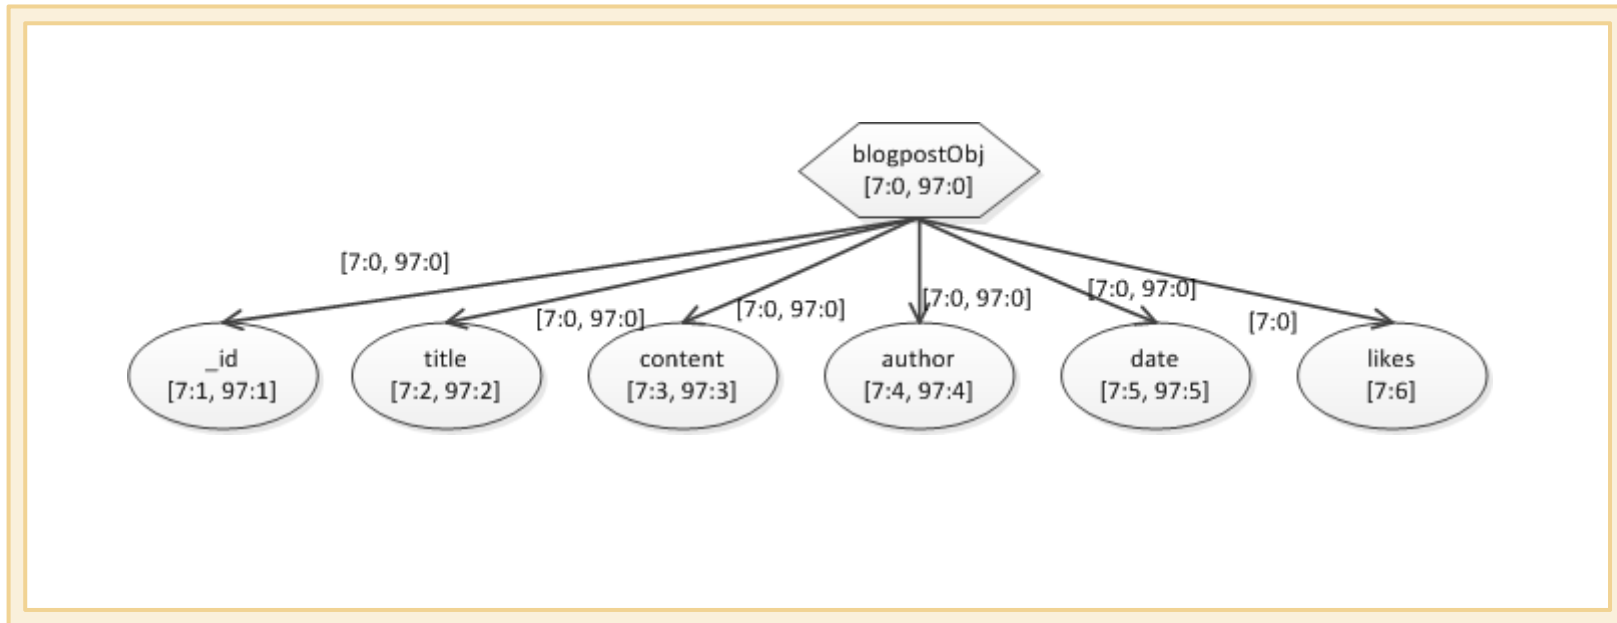 blogpostObj
[7:0, 97:0]
[7:0, 97:0]
[7:0, 97:0]
[7:0, 97:0]
[7:0, 97:0]
[7:0, 97:0]
[7:0]
_id
[7:1, 97:1]
title
[7:2, 97:2]
content
[7:3, 97:3]
author
[7:4, 97:4]
date
[7:5, 97:5]
likes
[7:6]